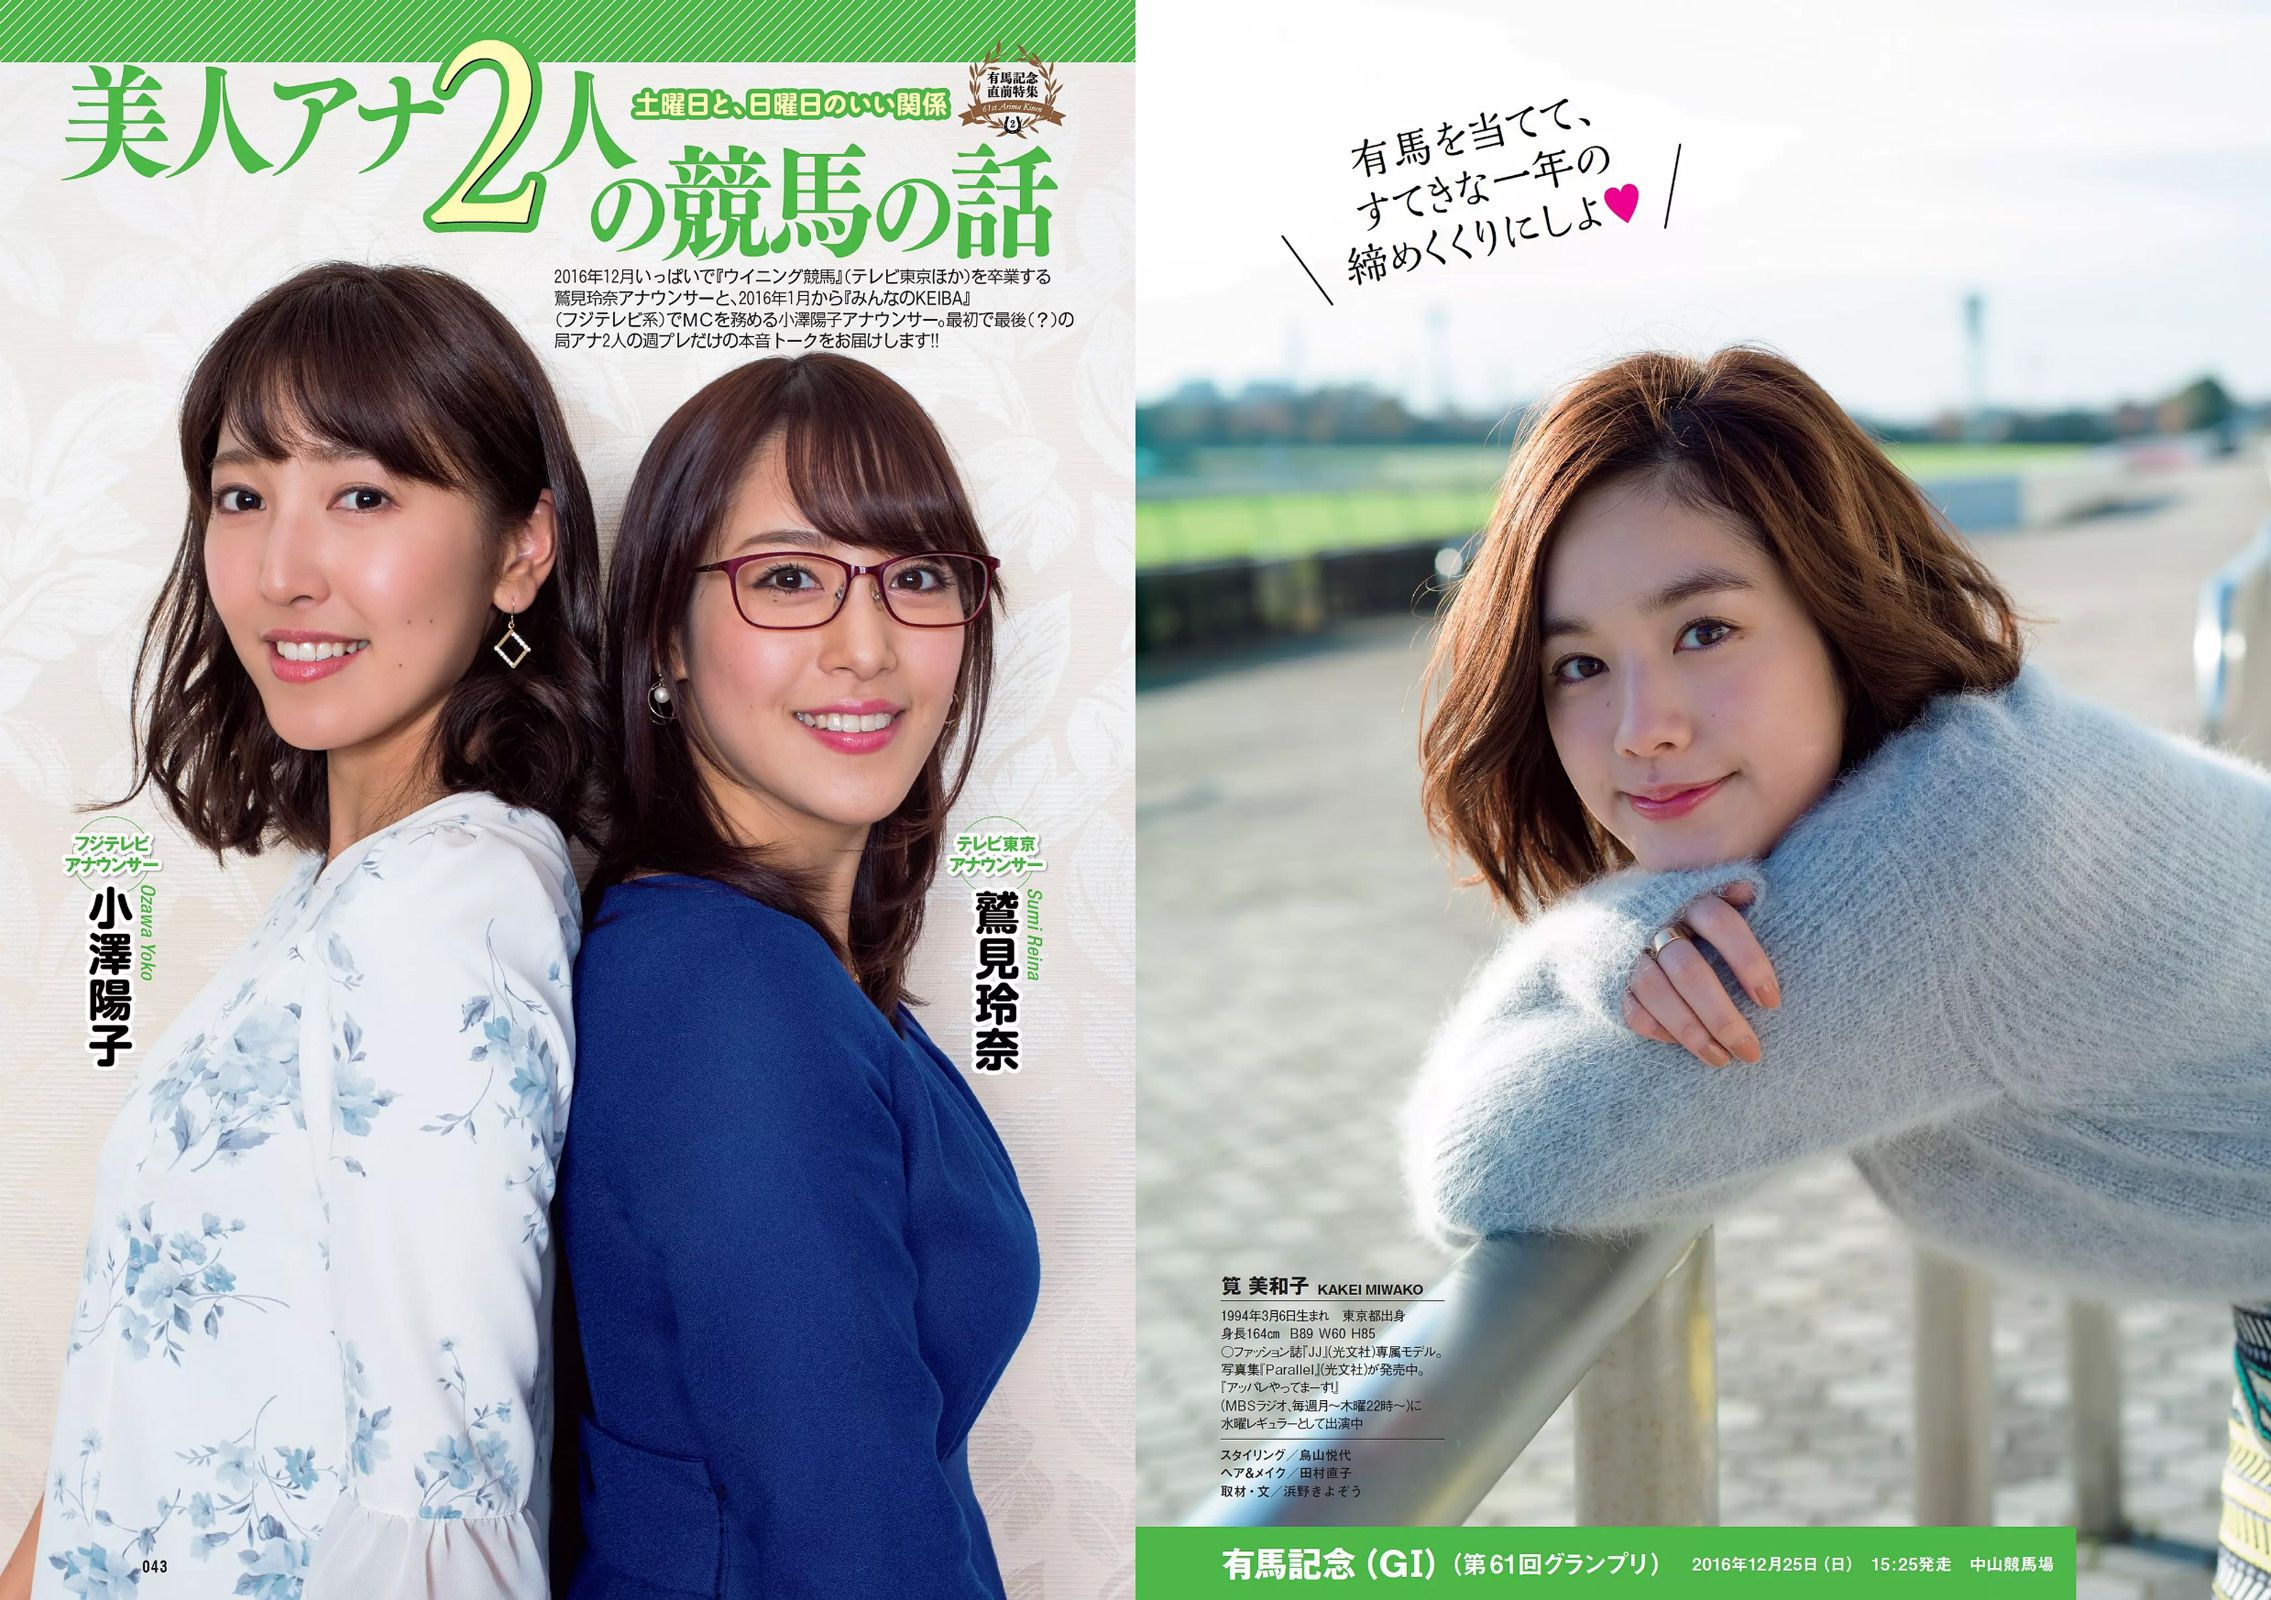 美人アナ2人の競馬の話
土曜日と、日曜日のいい関係
有馬記念
直前特集
61st Arima Kinen
2
2016年12月いっぱいで『ウイニング競馬』(テレビ東京ほか)を卒業する
鷲見玲奈アナウンサーと、2016年1月から『みんなのKEIBA』
(フジテレビ系)でMCを務める小澤陽子アナウンサー。最初で最後(?)の
局アナ2人の週プレだけの本音トークをお届けします!!
フジテレビ
アナウンサー
小澤陽子
Ozawa Yoko
テレビ東京
アナウンサー
鷲見玲奈
Sumi Reina
043
有馬を当てて、
すてきな一年の
締めくくりにしよ♥
筧 美和子 KAKEI MIWAKO
1994年3月6日生まれ 東京都出身
身長164㎝ B89 W60 H85
○ファッション誌『JJ』(光文社)専属モデル。
写真集『Parallel』(光文社)が発売中。
『アッパレやってまーす!』
(MBSラジオ、毎週月〜木曜22時〜)に
水曜レギュラーとして出演中
スタイリング／鳥山悦代
ヘア&メイク／田村直子
取材・文／浜野きよぞう
有馬記念(GI)(第61回グランプリ) 2016年12月25日(日) 15:25発走 中山競馬場